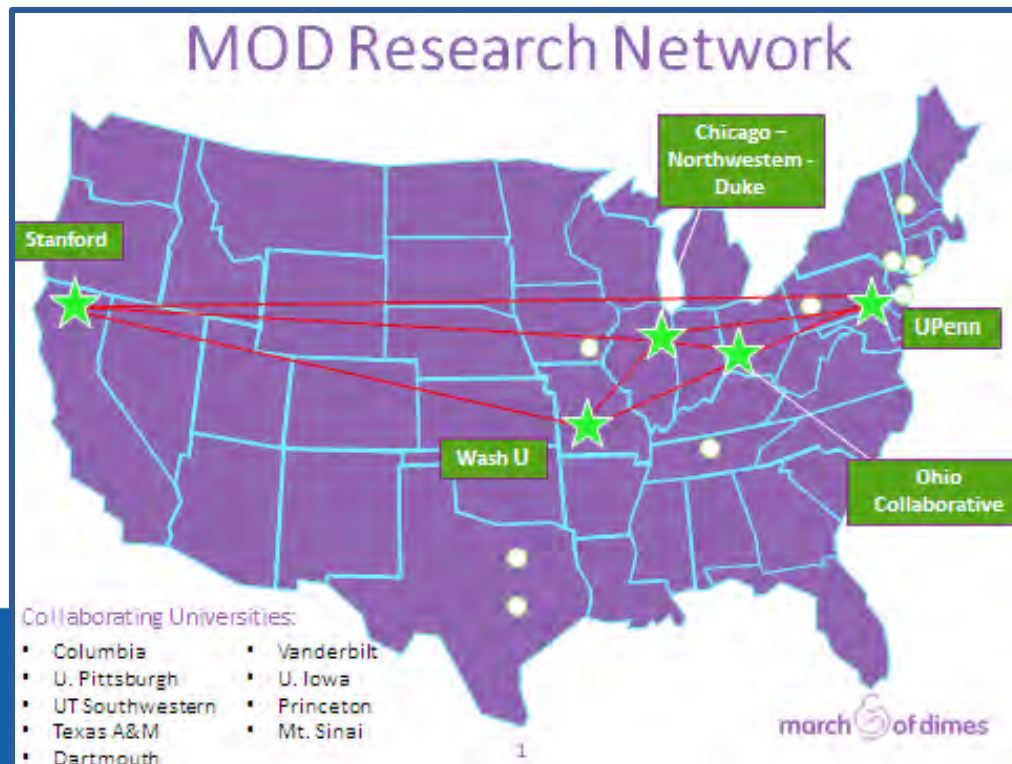 MOD Research Network
Chicago –
Northwestern -
Duke
Stanford
UPenn
Wash U
Ohio
Collaborative
Collaborating Universities:
• Columbia
• U. Pittsburgh
• UT Southwestern
• Texas A&M
• Dartmouth
• Vanderbilt
• U. Iowa
• Princeton
• Mt. Sinai
march of dimes
1